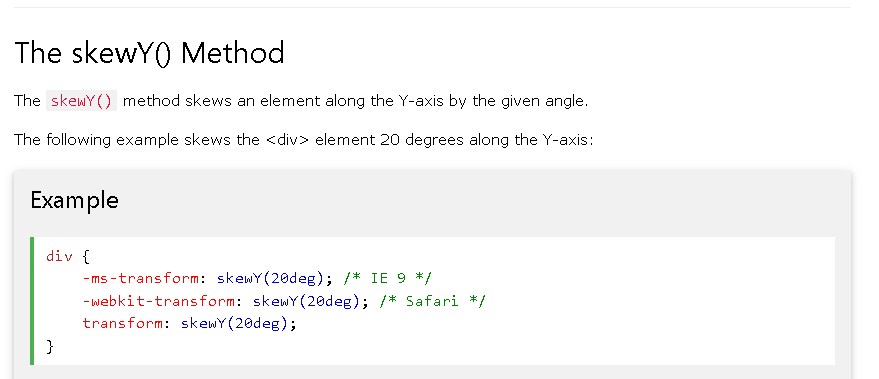 The skewY() Method
The skewY() method skews an element along the Y-axis by the given angle.
The following example skews the <div> element 20 degrees along the Y-axis:
Example
div {
    -ms-transform: skewY(20deg); /* IE 9 */
    -webkit-transform: skewY(20deg); /* Safari */
    transform: skewY(20deg);
}